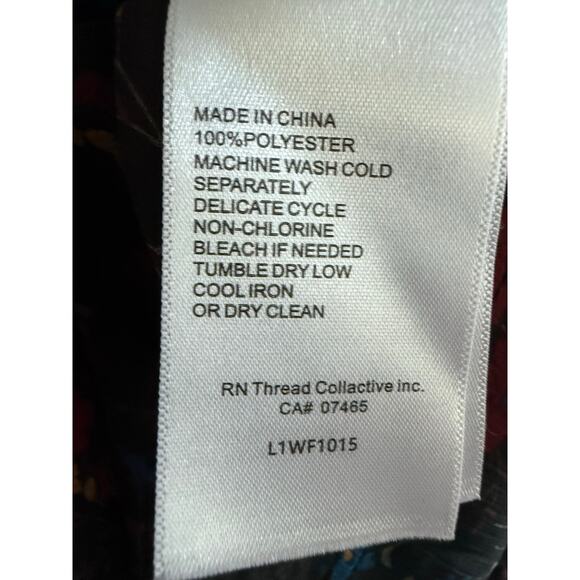 MADE IN CHINA
100%POLYESTER
MACHINE WASH COLD
SEPARATELY
DELICATE CYCLE
NON-CHLORINE
BLEACH IF NEEDED
TUMBLE DRY LOW
COOL IRON
OR DRY CLEAN
RN Thread Collactive inc.
CA# 07465
L1WF1015